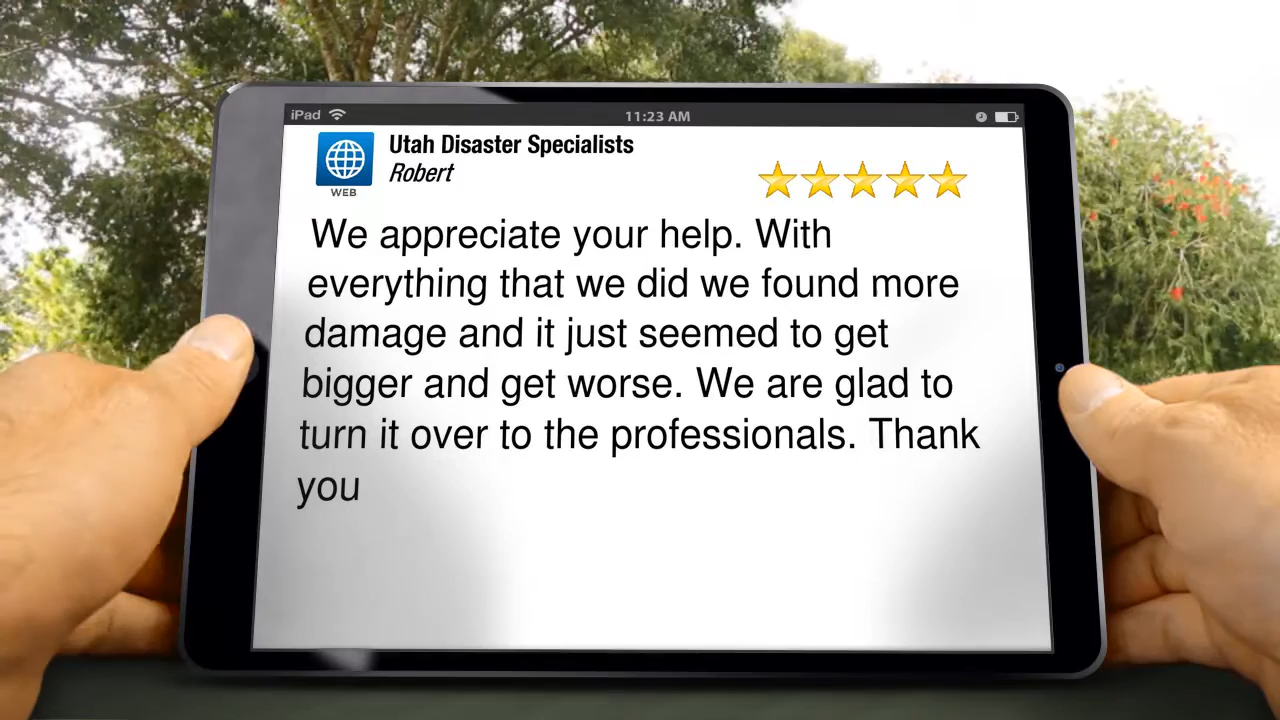 iPad
11:23 AM
Utah Disaster Specialists
Robert
WEB
We appreciate your help. With
everything that we did we found more
damage and it just seemed to get
bigger and get worse. We are glad to
turn it over to the professionals. Thank
you